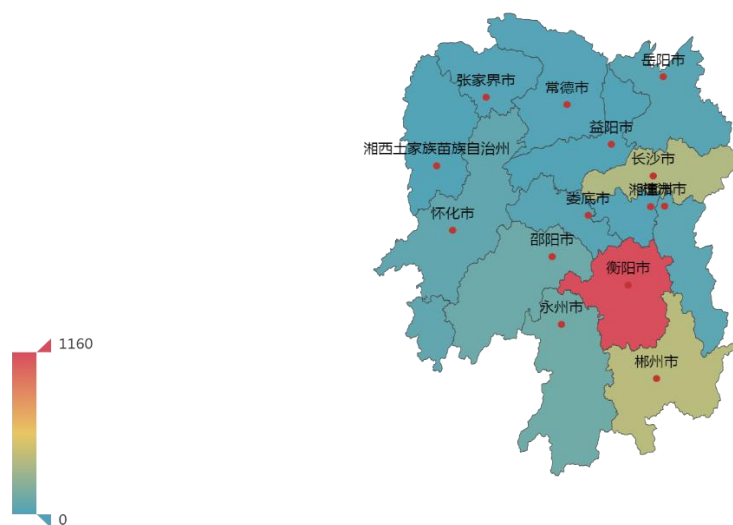 岳阳市
张家界市
常德市
益阳市
湘西土家族苗族自治州
长沙市
娄底市
怀化市
邵阳市
衡阳市
永州市
1160
郴州市
0